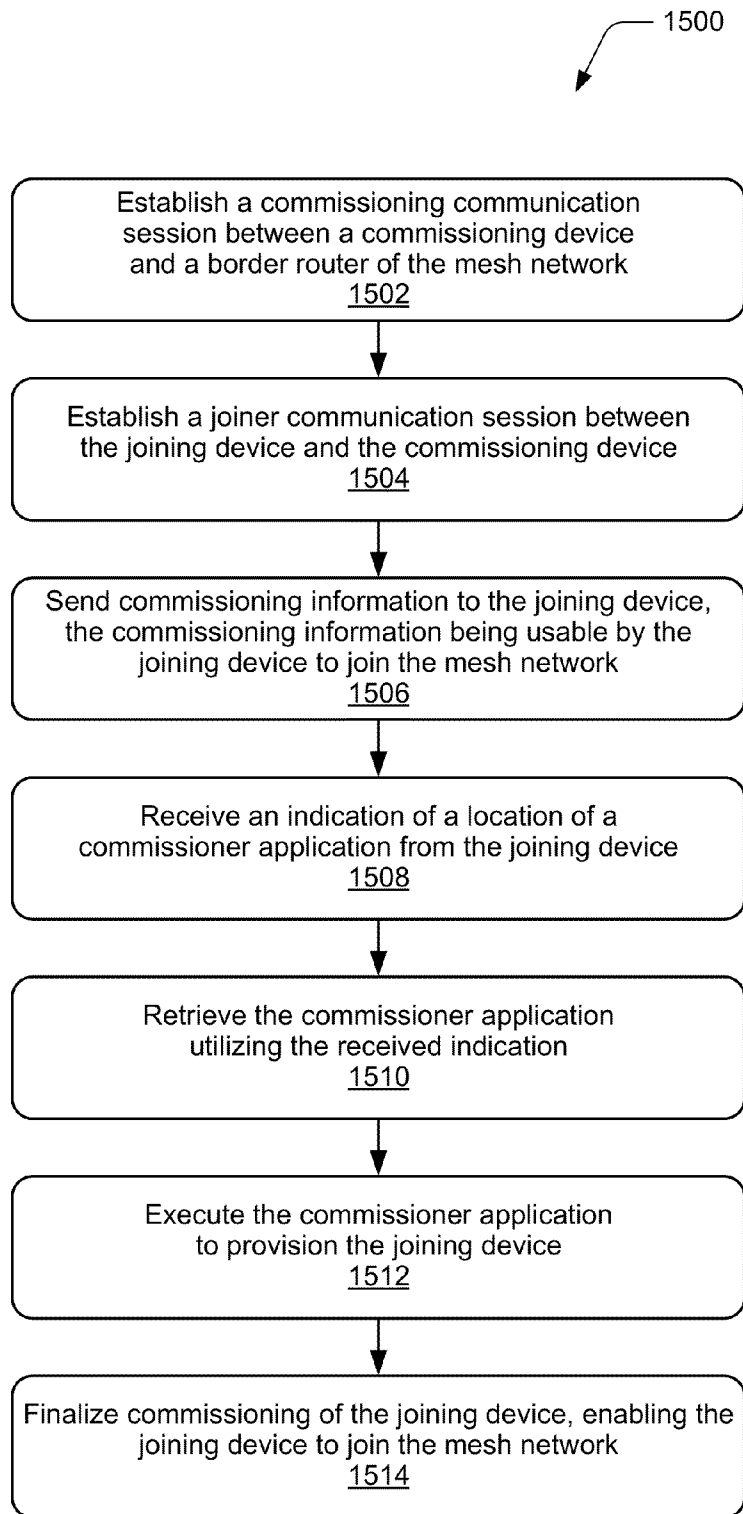 1500
Establish a commissioning communication
session between a commissioning device
and a border router of the mesh network
1502
Establish a joiner communication session between
the joining device and the commissioning device
1504
Send commissioning information to the joining device,
the commissioning information being usable by the
joining device to join the mesh network
1506
Receive an indication of a location of a
commissioner application from the joining device
1508
Retrieve the commissioner application
utilizing the received indication
1510
Execute the commissioner application
to provision the joining device
1512
Finalize commissioning of the joining device, enabling the
joining device to join the mesh network
1514